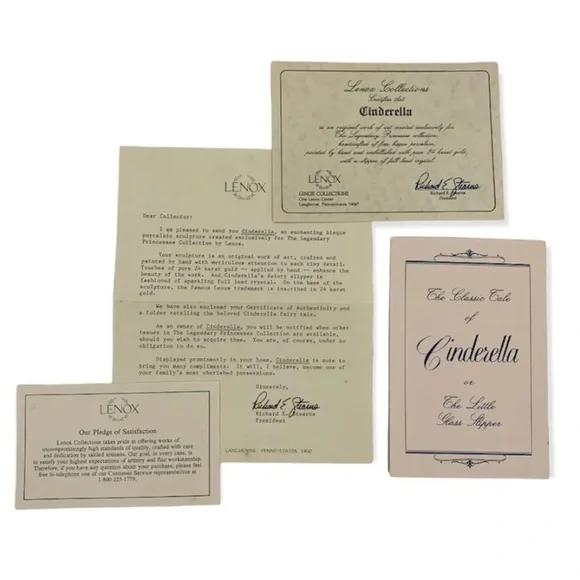 Lenox Collections
Certifies that
Cinderella
is an original work of art created exclusively for
The Legendary Princesses collection,
handcrafted of fine bisque porcelain,
painted by hand and embellished with pure 24 karat gold,
with a slipper of full lead crystal.
LENOX
LENOX COLLECTIONS
One Lenox Center
Langhorne, Pennsylvania 19047
Richard E. Stearns
Richard E. Stearns
President
LENOX
Dear Collector:
I am pleased to send you Cinderella, an enchanting bisque
porcelain sculpture created exclusively for The Legendary
Princesses Collection by Lenox.
Your sculpture is an original work of art, crafted and
painted by hand with meticulous attention to each tiny detail.
Touches of pure 24 karat gold -- applied by hand -- enhance the
beauty of the work. And Cinderella's dainty slipper is
fashioned of sparkling full lead crystal. On the base of the
sculpture, the famous Lenox trademark is inscribed in 24 karat
gold.
We have also enclosed your Certificate of Authenticity and
a folder retelling the beloved Cinderella fairy tale.
As an owner of Cinderella, you will be notified when other
issues in The Legendary Princesses Collection are available,
should you wish to acquire them. You are, of course, under no
obligation to do so.
Displayed prominently in your home, Cinderella is sure to
bring you many compliments. It will, I believe, become one of
your family's most cherished possessions.
Sincerely,
Richard E. Stearns
Richard E. Stearns
President
LANGHORNE, PENNSYLVANIA 19047
The Classic Tale
of
Cinderella
or
The Little
Glass Slipper
LENOX
Our Pledge of Satisfaction
Lenox Collections takes pride in offering works of
uncompromisingly high standards of quality, crafted with care
and dedication by skilled artisans. Our goal, in every case, is
to satisfy your highest expectations of artistry and fine workmanship.
Therefore, if you have any question about your purchase, please feel
free to telephone one of our Customer Service representatives at
1-800-225-1779.